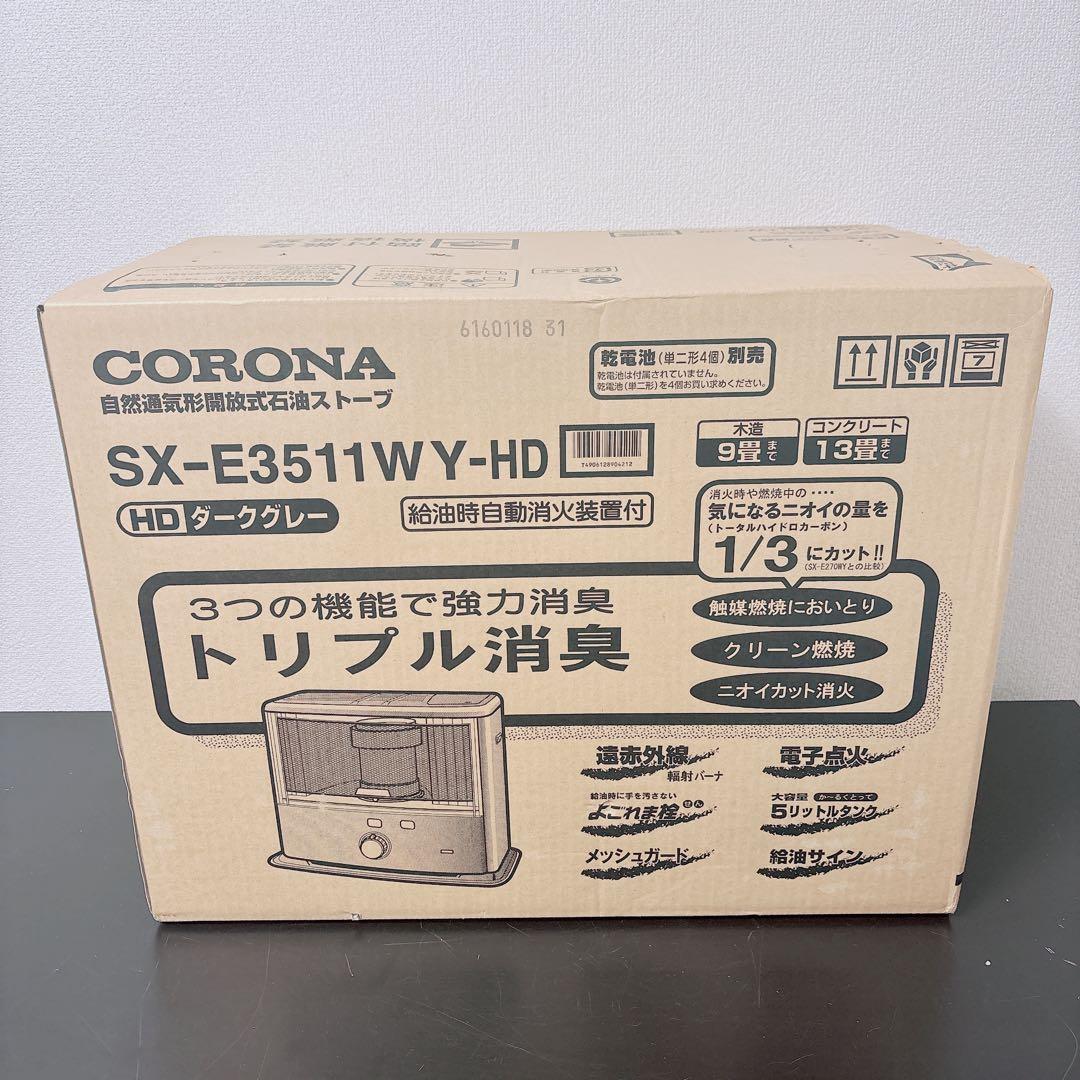 6160118 31
CORONA
自然通気形開放式石油ストーブ
乾電池(単二形4個)別売
乾電池は付属されていません。
乾電池(単二形)を4個お買い求めください。
7
SX-E3511WY-HD
T4906128904212
木造
9畳まで
コンクリート
13畳まで
HD ダークグレー
給油時自動消火装置付
消火時や燃焼中の‥‥
気になるニオイの量を
(トータルハイドロカーボン)
1/3にカット!!
(SX-E270WYとの比較)
3つの機能で強力消臭
トリプル消臭
触媒燃焼においとり
クリーン燃焼
ニオイカット消火
遠赤外線
輻射バーナ
電子点火
給油時に手を汚さない
よごれま栓
せん
大容量 か〜るくとって
5リットルタンク
メッシュガード
給油サイン